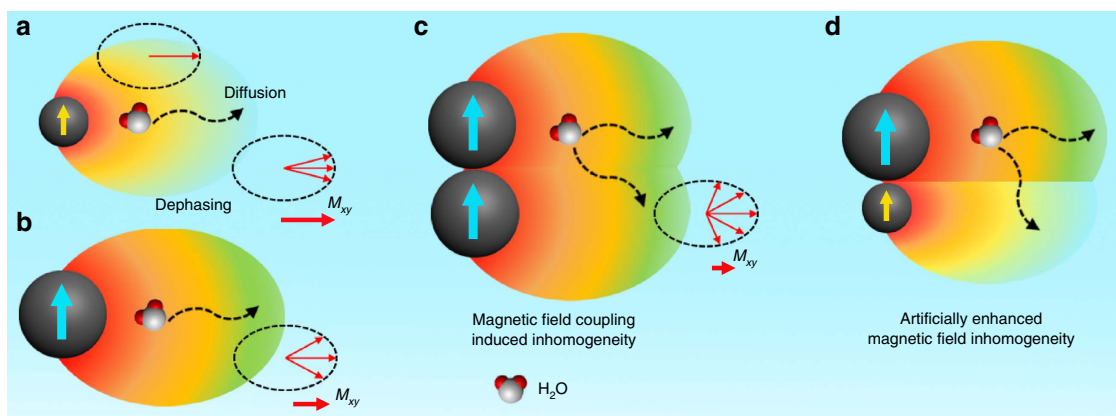 a
Diffusion
Dephasing
Mxy
b
Mxy
c
Mxy
Magnetic field coupling
induced inhomogeneity
H2O
d
Artificially enhanced
magnetic field inhomogeneity